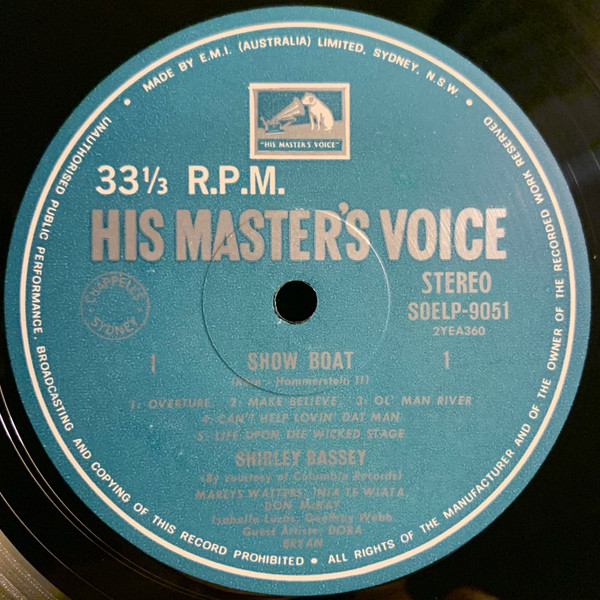 MADE BY E.M.I. (AUSTRALIA) LIMITED, SYDNEY, N.S.W.
"HIS MASTER'S VOICE"
33⅓ R.P.M.
HIS MASTER'S VOICE
STEREO
SOELP-9051
2YEA360
CHAPPELL'S SYDNEY
1 SHOW BOAT 1
(Kern - Hammerstein II)
1. OVERTURE 2. MAKE BELIEVE, 3. OL' MAN RIVER
4. CAN'T HELP LOVIN' DAT MAN
5. LIFE UPON THE WICKED STAGE
SHIRLEY BASSEY
(By courtesy of Columbia Records)
MARLYS WATTERS, INIA TE WIATA
DON McKAY
Isabelle Lucas, Geoffrey Webb
Guest Artiste: DORA
BRYAN
UNAUTHORISED PUBLIC PERFORMANCE, BROADCASTING AND COPYING OF THIS RECORD PROHIBITED • ALL RIGHTS OF THE MANUFACTURER AND OF THE OWNER OF THE RECORDED WORK RESERVED